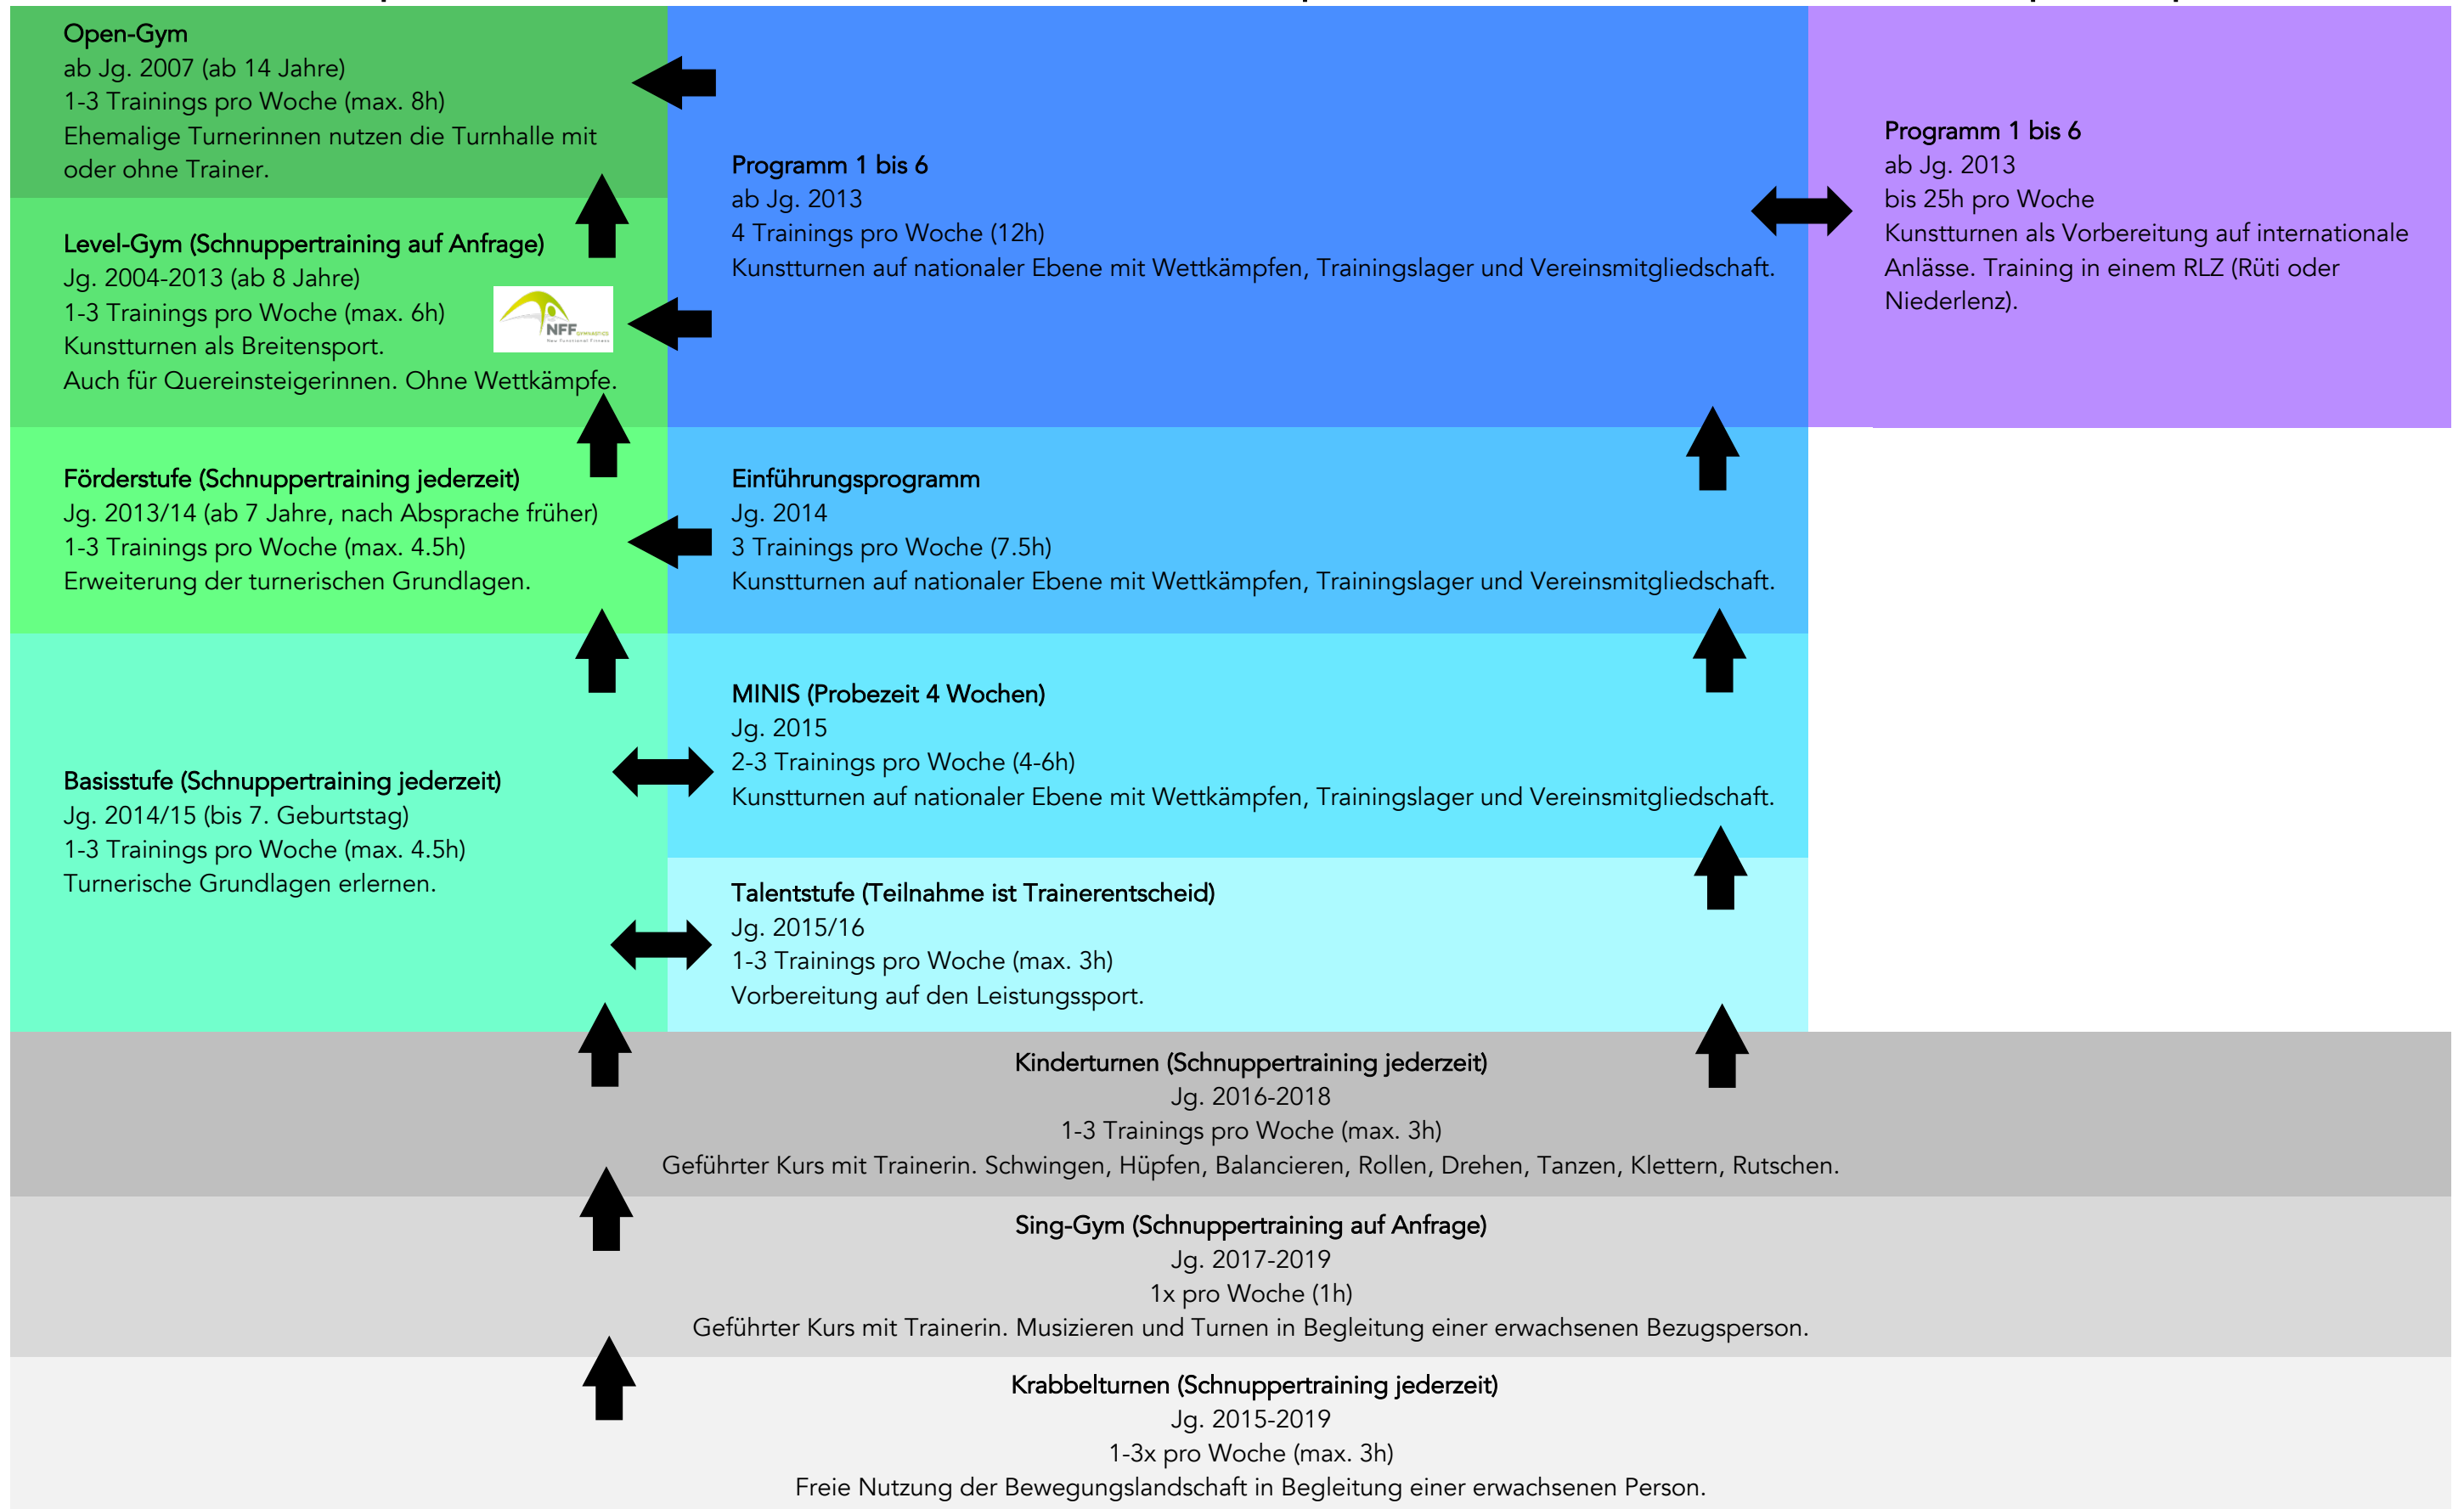 Open-Gym
ab Jg. 2007 (ab 14 Jahre)
1-3 Trainings pro Woche (max. 8h)
Ehemalige Turnerinnen nutzen die Turnhalle mit
oder ohne Trainer.
Level-Gym (Schnuppertraining auf Anfrage)
Jg. 2004-2013 (ab 8 Jahre)
1-3 Trainings pro Woche (max. 6h)
Kunstturnen als Breitensport.
Auch für Quereinsteigerinnen. Ohne Wettkämpfe.
NFF GYMNASTICS
New Functional Fitness
Programm 1 bis 6
ab Jg. 2013
4 Trainings pro Woche (12h)
Kunstturnen auf nationaler Ebene mit Wettkämpfen, Trainingslager und Vereinsmitgliedschaft.
Programm 1 bis 6
ab Jg. 2013
bis 25h pro Woche
Kunstturnen als Vorbereitung auf internationale
Anlässe. Training in einem RLZ (Rüti oder
Niederlenz).
Förderstufe (Schnuppertraining jederzeit)
Jg. 2013/14 (ab 7 Jahre, nach Absprache früher)
1-3 Trainings pro Woche (max. 4.5h)
Erweiterung der turnerischen Grundlagen.
Einführungsprogramm
Jg. 2014
3 Trainings pro Woche (7.5h)
Kunstturnen auf nationaler Ebene mit Wettkämpfen, Trainingslager und Vereinsmitgliedschaft.
Basisstufe (Schnuppertraining jederzeit)
Jg. 2014/15 (bis 7. Geburtstag)
1-3 Trainings pro Woche (max. 4.5h)
Turnerische Grundlagen erlernen.
MINIS (Probezeit 4 Wochen)
Jg. 2015
2-3 Trainings pro Woche (4-6h)
Kunstturnen auf nationaler Ebene mit Wettkämpfen, Trainingslager und Vereinsmitgliedschaft.
Talentstufe (Teilnahme ist Trainerentscheid)
Jg. 2015/16
1-3 Trainings pro Woche (max. 3h)
Vorbereitung auf den Leistungssport.
Kinderturnen (Schnuppertraining jederzeit)
Jg. 2016-2018
1-3 Trainings pro Woche (max. 3h)
Geführter Kurs mit Trainerin. Schwingen, Hüpfen, Balancieren, Rollen, Drehen, Tanzen, Klettern, Rutschen.
Sing-Gym (Schnuppertraining auf Anfrage)
Jg. 2017-2019
1x pro Woche (1h)
Geführter Kurs mit Trainerin. Musizieren und Turnen in Begleitung einer erwachsenen Bezugsperson.
Krabbelturnen (Schnuppertraining jederzeit)
Jg. 2015-2019
1-3x pro Woche (max. 3h)
Freie Nutzung der Bewegungslandschaft in Begleitung einer erwachsenen Person.